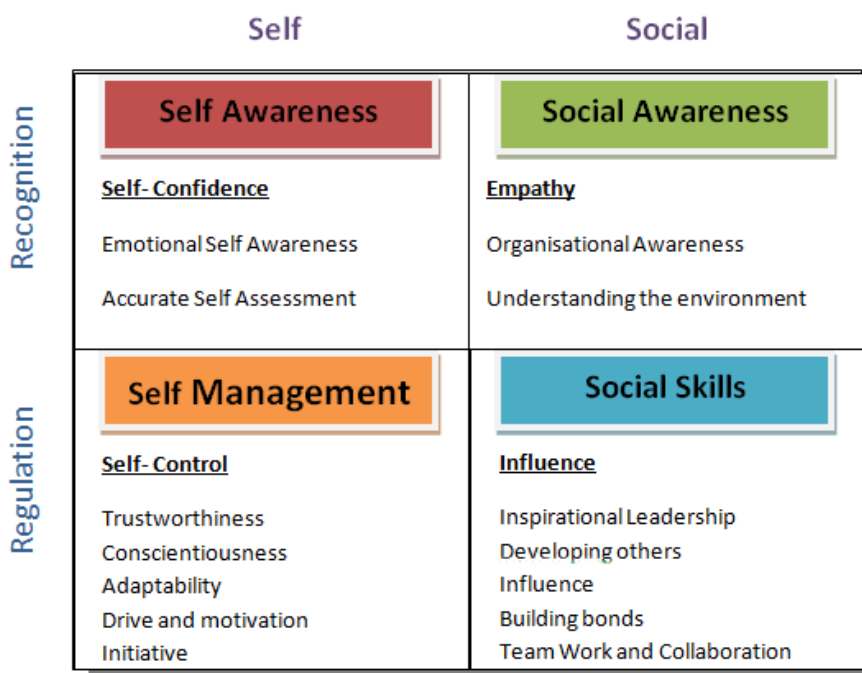 Self
Social
Recognition
Self Awareness
Self- Confidence
Emotional Self Awareness
Accurate Self Assessment
Social Awareness
Empathy
Organisational Awareness
Understanding the environment
Regulation
Self Management
Self- Control
Trustworthiness
Conscientiousness
Adaptability
Drive and motivation
Initiative
Social Skills
Influence
Inspirational Leadership
Developing others
Influence
Building bonds
Team Work and Collaboration